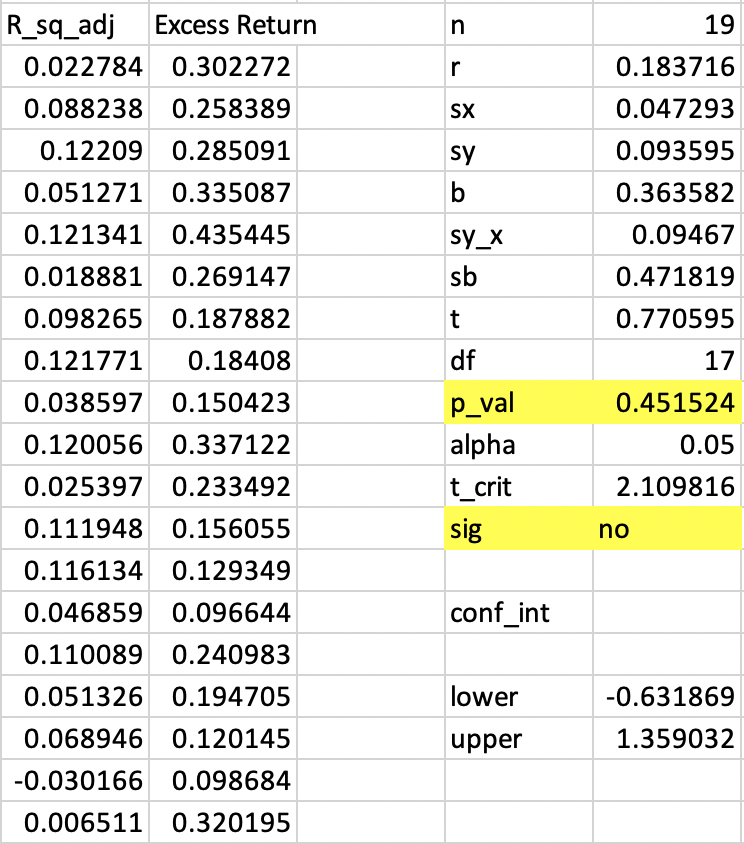 R_sq_adj Excess Return n 19
0.022784 0.302272 r 0.183716
0.088238 0.258389 sx 0.047293
0.12209 0.285091 sy 0.093595
0.051271 0.335087 b 0.363582
0.121341 0.435445 sy_x 0.09467
0.018881 0.269147 sb 0.471819
0.098265 0.187882 t 0.770595
0.121771 0.18408 df 17
0.038597 0.150423 p_val 0.451524
0.120056 0.337122 alpha 0.05
0.025397 0.233492 t_crit 2.109816
0.111948 0.156055 sig no
0.116134 0.129349
0.046859 0.096644 conf_int
0.110089 0.240983
0.051326 0.194705 lower -0.631869
0.068946 0.120145 upper 1.359032
-0.030166 0.098684
0.006511 0.320195